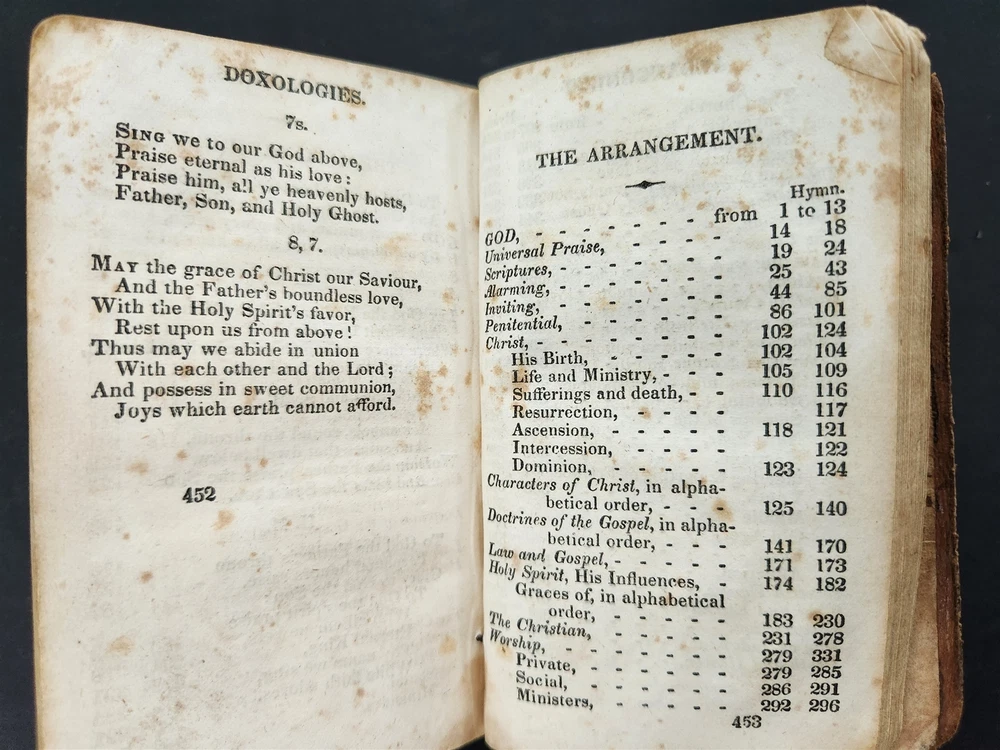 DOXOLOGIES.
7s.
SING we to our God above,
Praise eternal as his love:
Praise him, all ye heavenly hosts,
Father, Son, and Holy Ghost.
8, 7.
MAY the grace of Christ our Saviour,
And the Father's boundless love,
With the Holy Spirit's favor,
Rest upon us from above!
Thus may we abide in union
With each other and the Lord;
And possess in sweet communion,
Joys which earth cannot afford.
452
THE ARRANGEMENT.
Hymn.
GOD, - - - - - - - from 1 to 13
Universal Praise, - - - - 14 18
Scriptures, - - - - - - - 19 24
Alarming, - - - - - - - 25 43
Inviting, - - - - - - - 44 85
Penitential, - - - - - - 86 101
Christ, - - - - - - - - 102 124
His Birth, - - - - - 102 104
Life and Ministry, - - - 105 109
Sufferings and death, - - 110 116
Resurrection, - - - - 117
Ascension, - - - - - 118 121
Intercession, - - - - 122
Dominion, - - - - - 123 124
Characters of Christ, in alpha-
betical order, - - - 125 140
Doctrines of the Gospel, in alpha-
betical order, - - - 141 170
Law and Gospel, - - - - - 171 173
Holy Spirit, His Influences, - 174 182
Graces of, in alphabetical
order, - - - - - 183 230
The Christian, - - - - - 231 278
Worship, - - - - - - - 279 331
Private, - - - - - - 279 285
Social, - - - - - - 286 291
Ministers, - - - - - 292 296
453